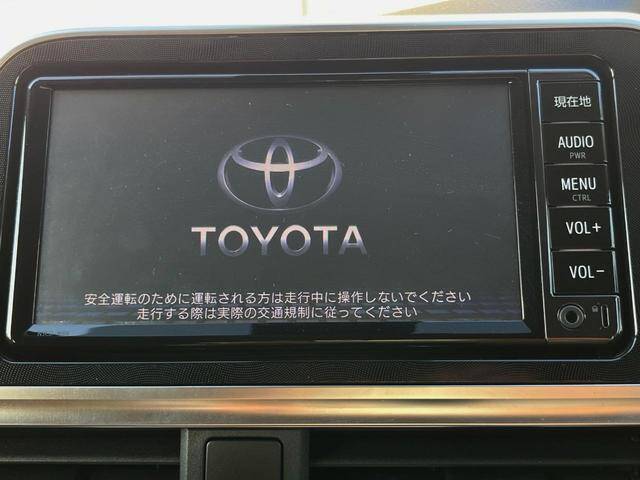 TOYOTA
安全運転のために運転される方は走行中に操作しないでください
走行する際は実際の交通規制に従ってください
現在地
AUDIO
PWR
MENU
CTRL
VOL+
VOL-